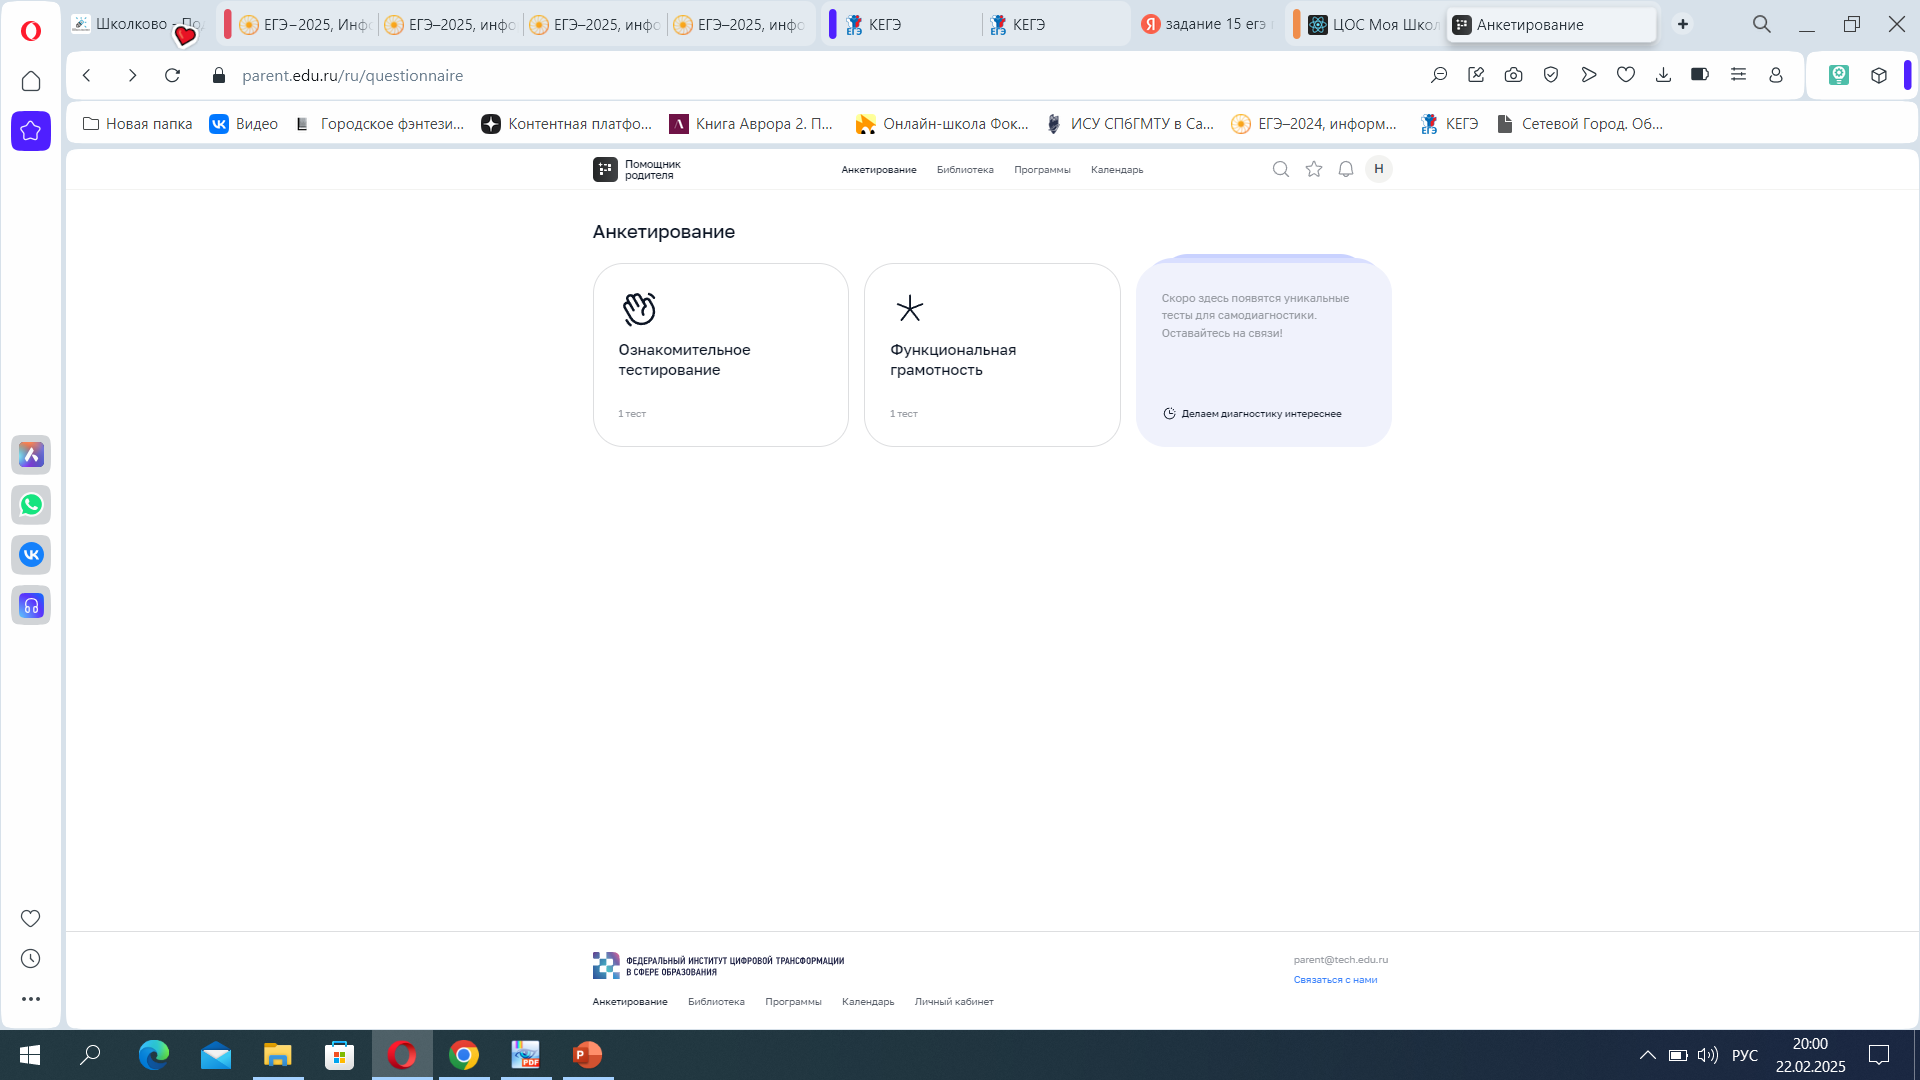 Школково - По
ЕГЭ–2025, Инфо
ЕГЭ–2025, инфо
ЕГЭ–2025, инфо
ЕГЭ–2025, инфо
КЕГЭ
КЕГЭ
задание 15 егэ
ЦОС Моя Школ
Анкетирование
parent.edu.ru/ru/questionnaire
Новая папка
Видео
Городское фэнтези...
Контентная платфо...
Книга Аврора 2. П...
Онлайн-школа Фок...
ИСУ СПбГМТУ в Са...
ЕГЭ–2024, информ...
КЕГЭ
Сетевой Город. Об...
Помощник
родителя
Анкетирование
Библиотека
Программы
Календарь
Н
Анкетирование
Ознакомительное
тестирование
1 тест
Функциональная
грамотность
1 тест
Скоро здесь появятся уникальные
тесты для самодиагностики.
Оставайтесь на связи!
Делаем диагностику интереснее
ФЕДЕРАЛЬНЫЙ ИНСТИТУТ ЦИФРОВОЙ ТРАНСФОРМАЦИИ
В СФЕРЕ ОБРАЗОВАНИЯ
parent@tech.edu.ru
Связаться с нами
Анкетирование
Библиотека
Программы
Календарь
Личный кабинет
РУС
20:00
22.02.2025